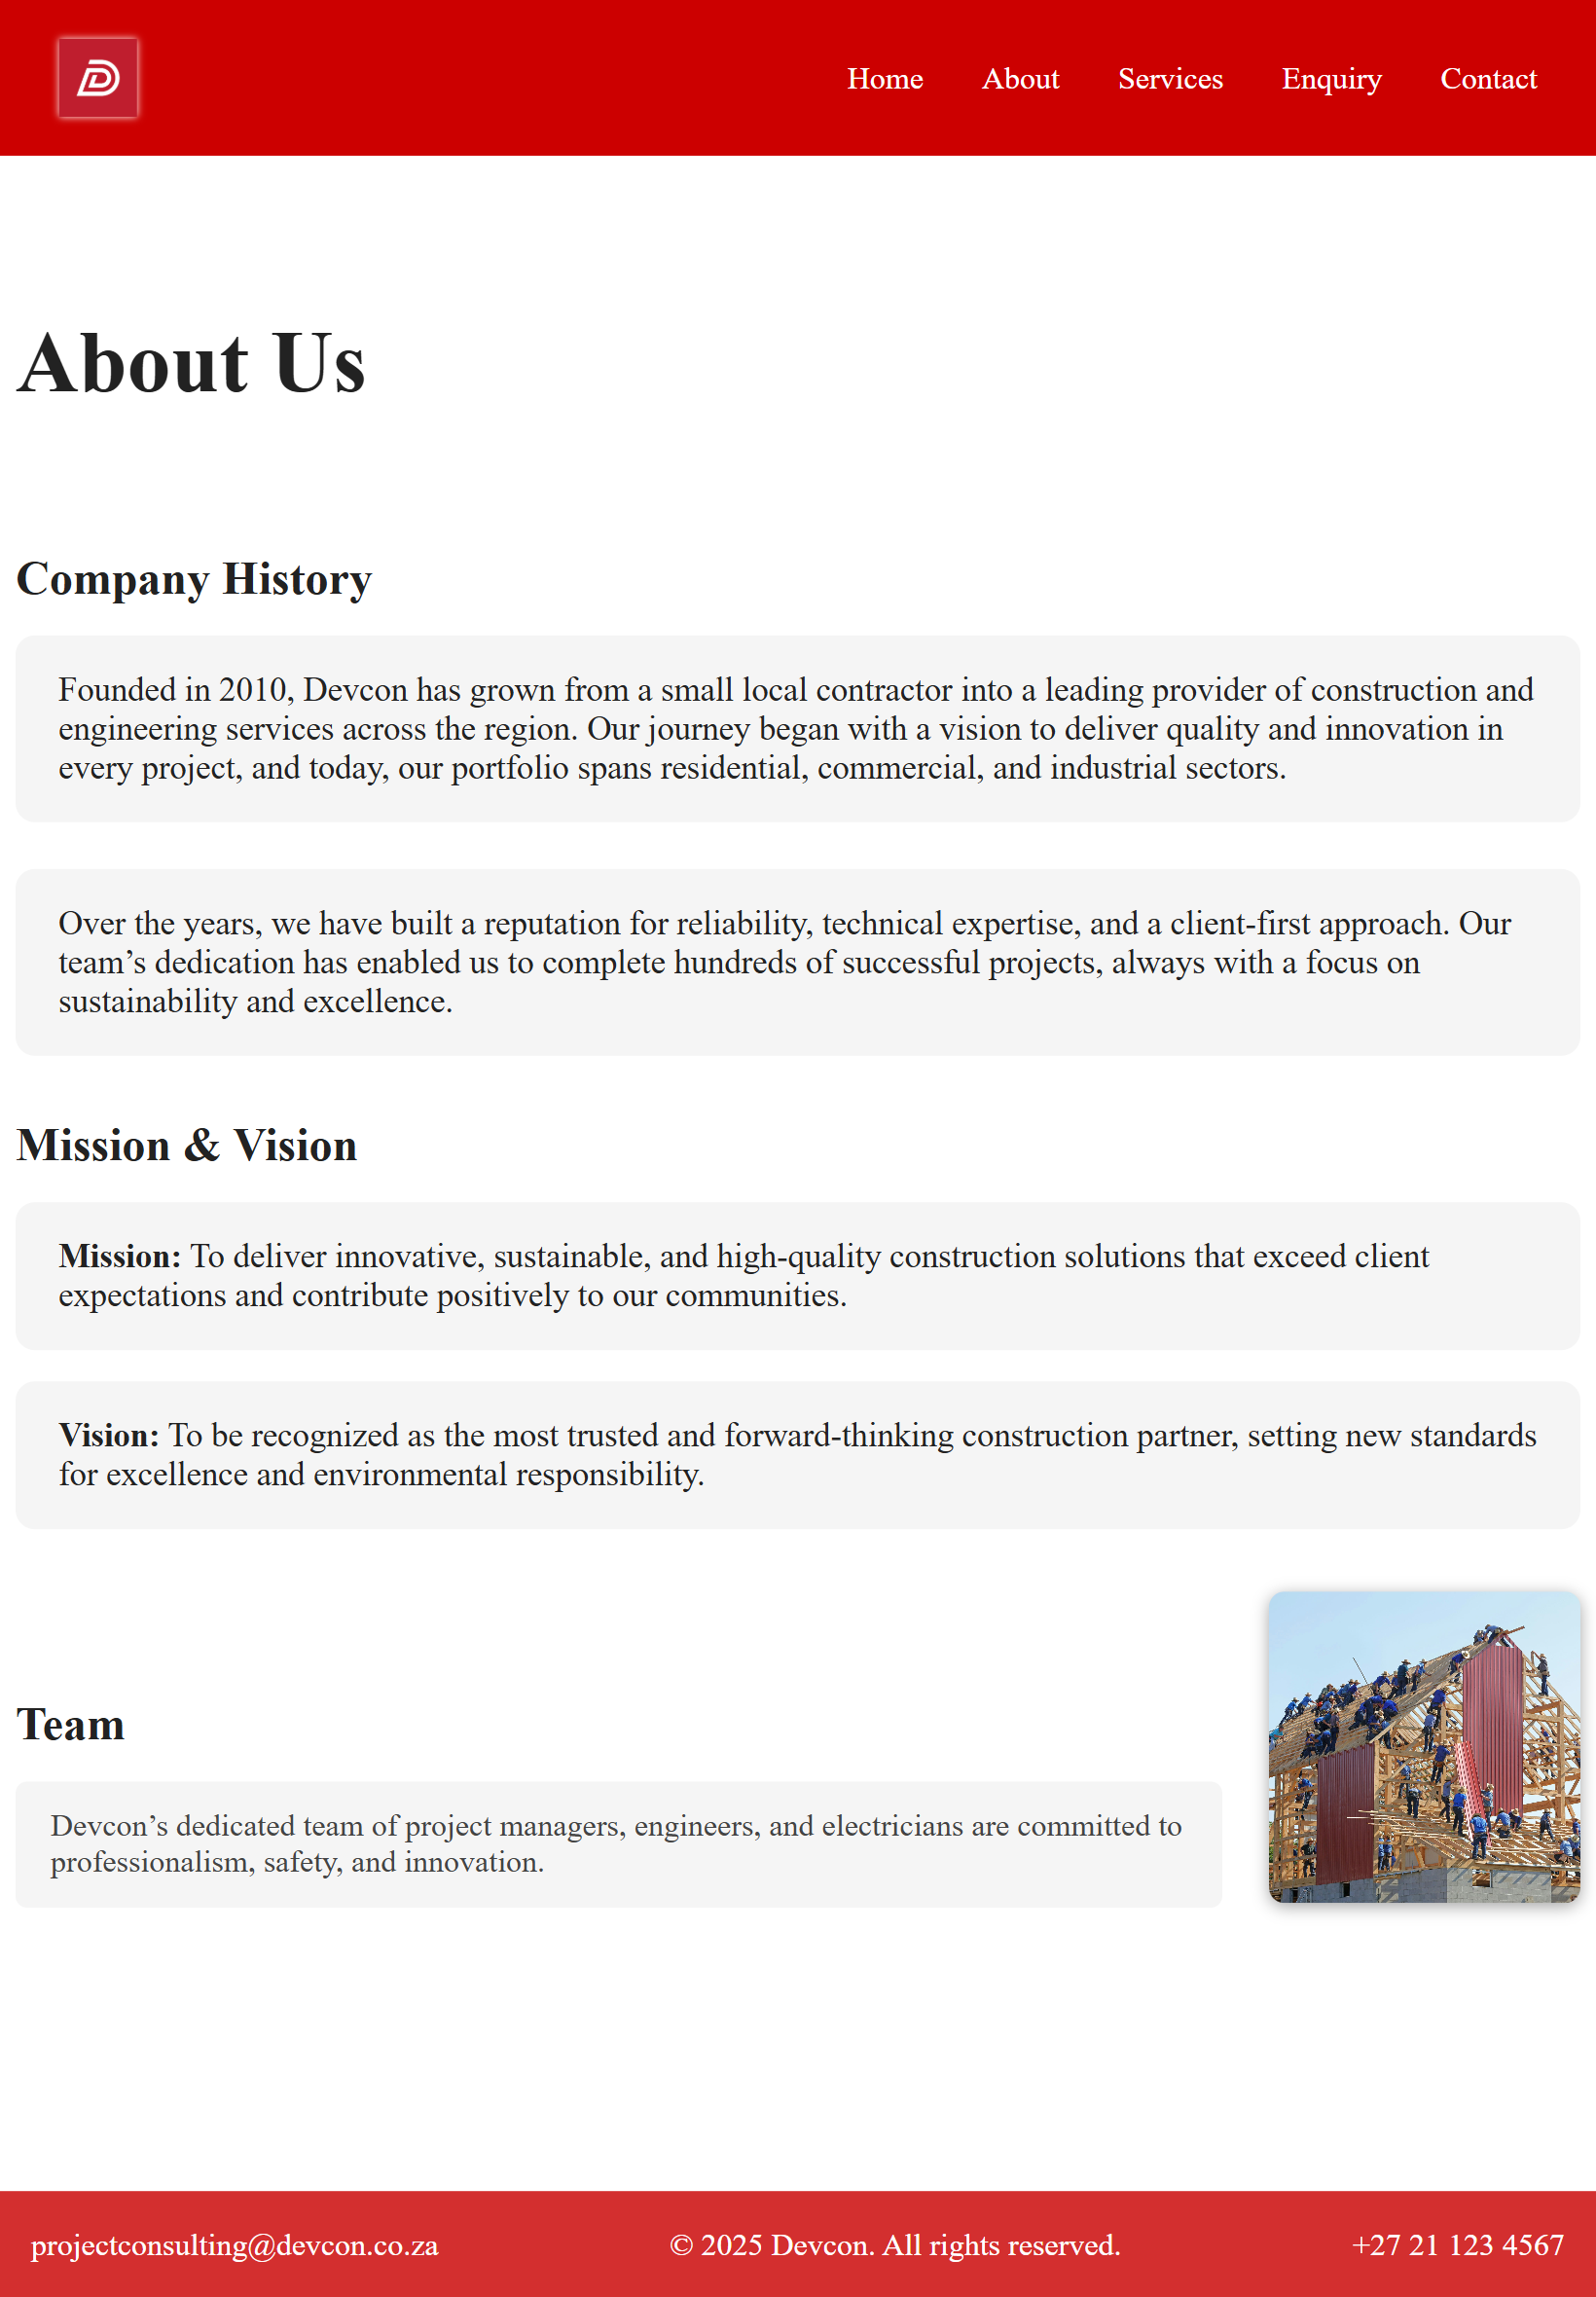 D
Home About Services Enquiry Contact
About Us
Company History
Founded in 2010, Devcon has grown from a small local contractor into a leading provider of construction and
engineering services across the region. Our journey began with a vision to deliver quality and innovation in
every project, and today, our portfolio spans residential, commercial, and industrial sectors.
Over the years, we have built a reputation for reliability, technical expertise, and a client-first approach. Our
team’s dedication has enabled us to complete hundreds of successful projects, always with a focus on
sustainability and excellence.
Mission & Vision
Mission: To deliver innovative, sustainable, and high-quality construction solutions that exceed client
expectations and contribute positively to our communities.
Vision: To be recognized as the most trusted and forward-thinking construction partner, setting new standards
for excellence and environmental responsibility.
Team
Devcon’s dedicated team of project managers, engineers, and electricians are committed to
professionalism, safety, and innovation.
projectconsulting@devcon.co.za © 2025 Devcon. All rights reserved. +27 21 123 4567